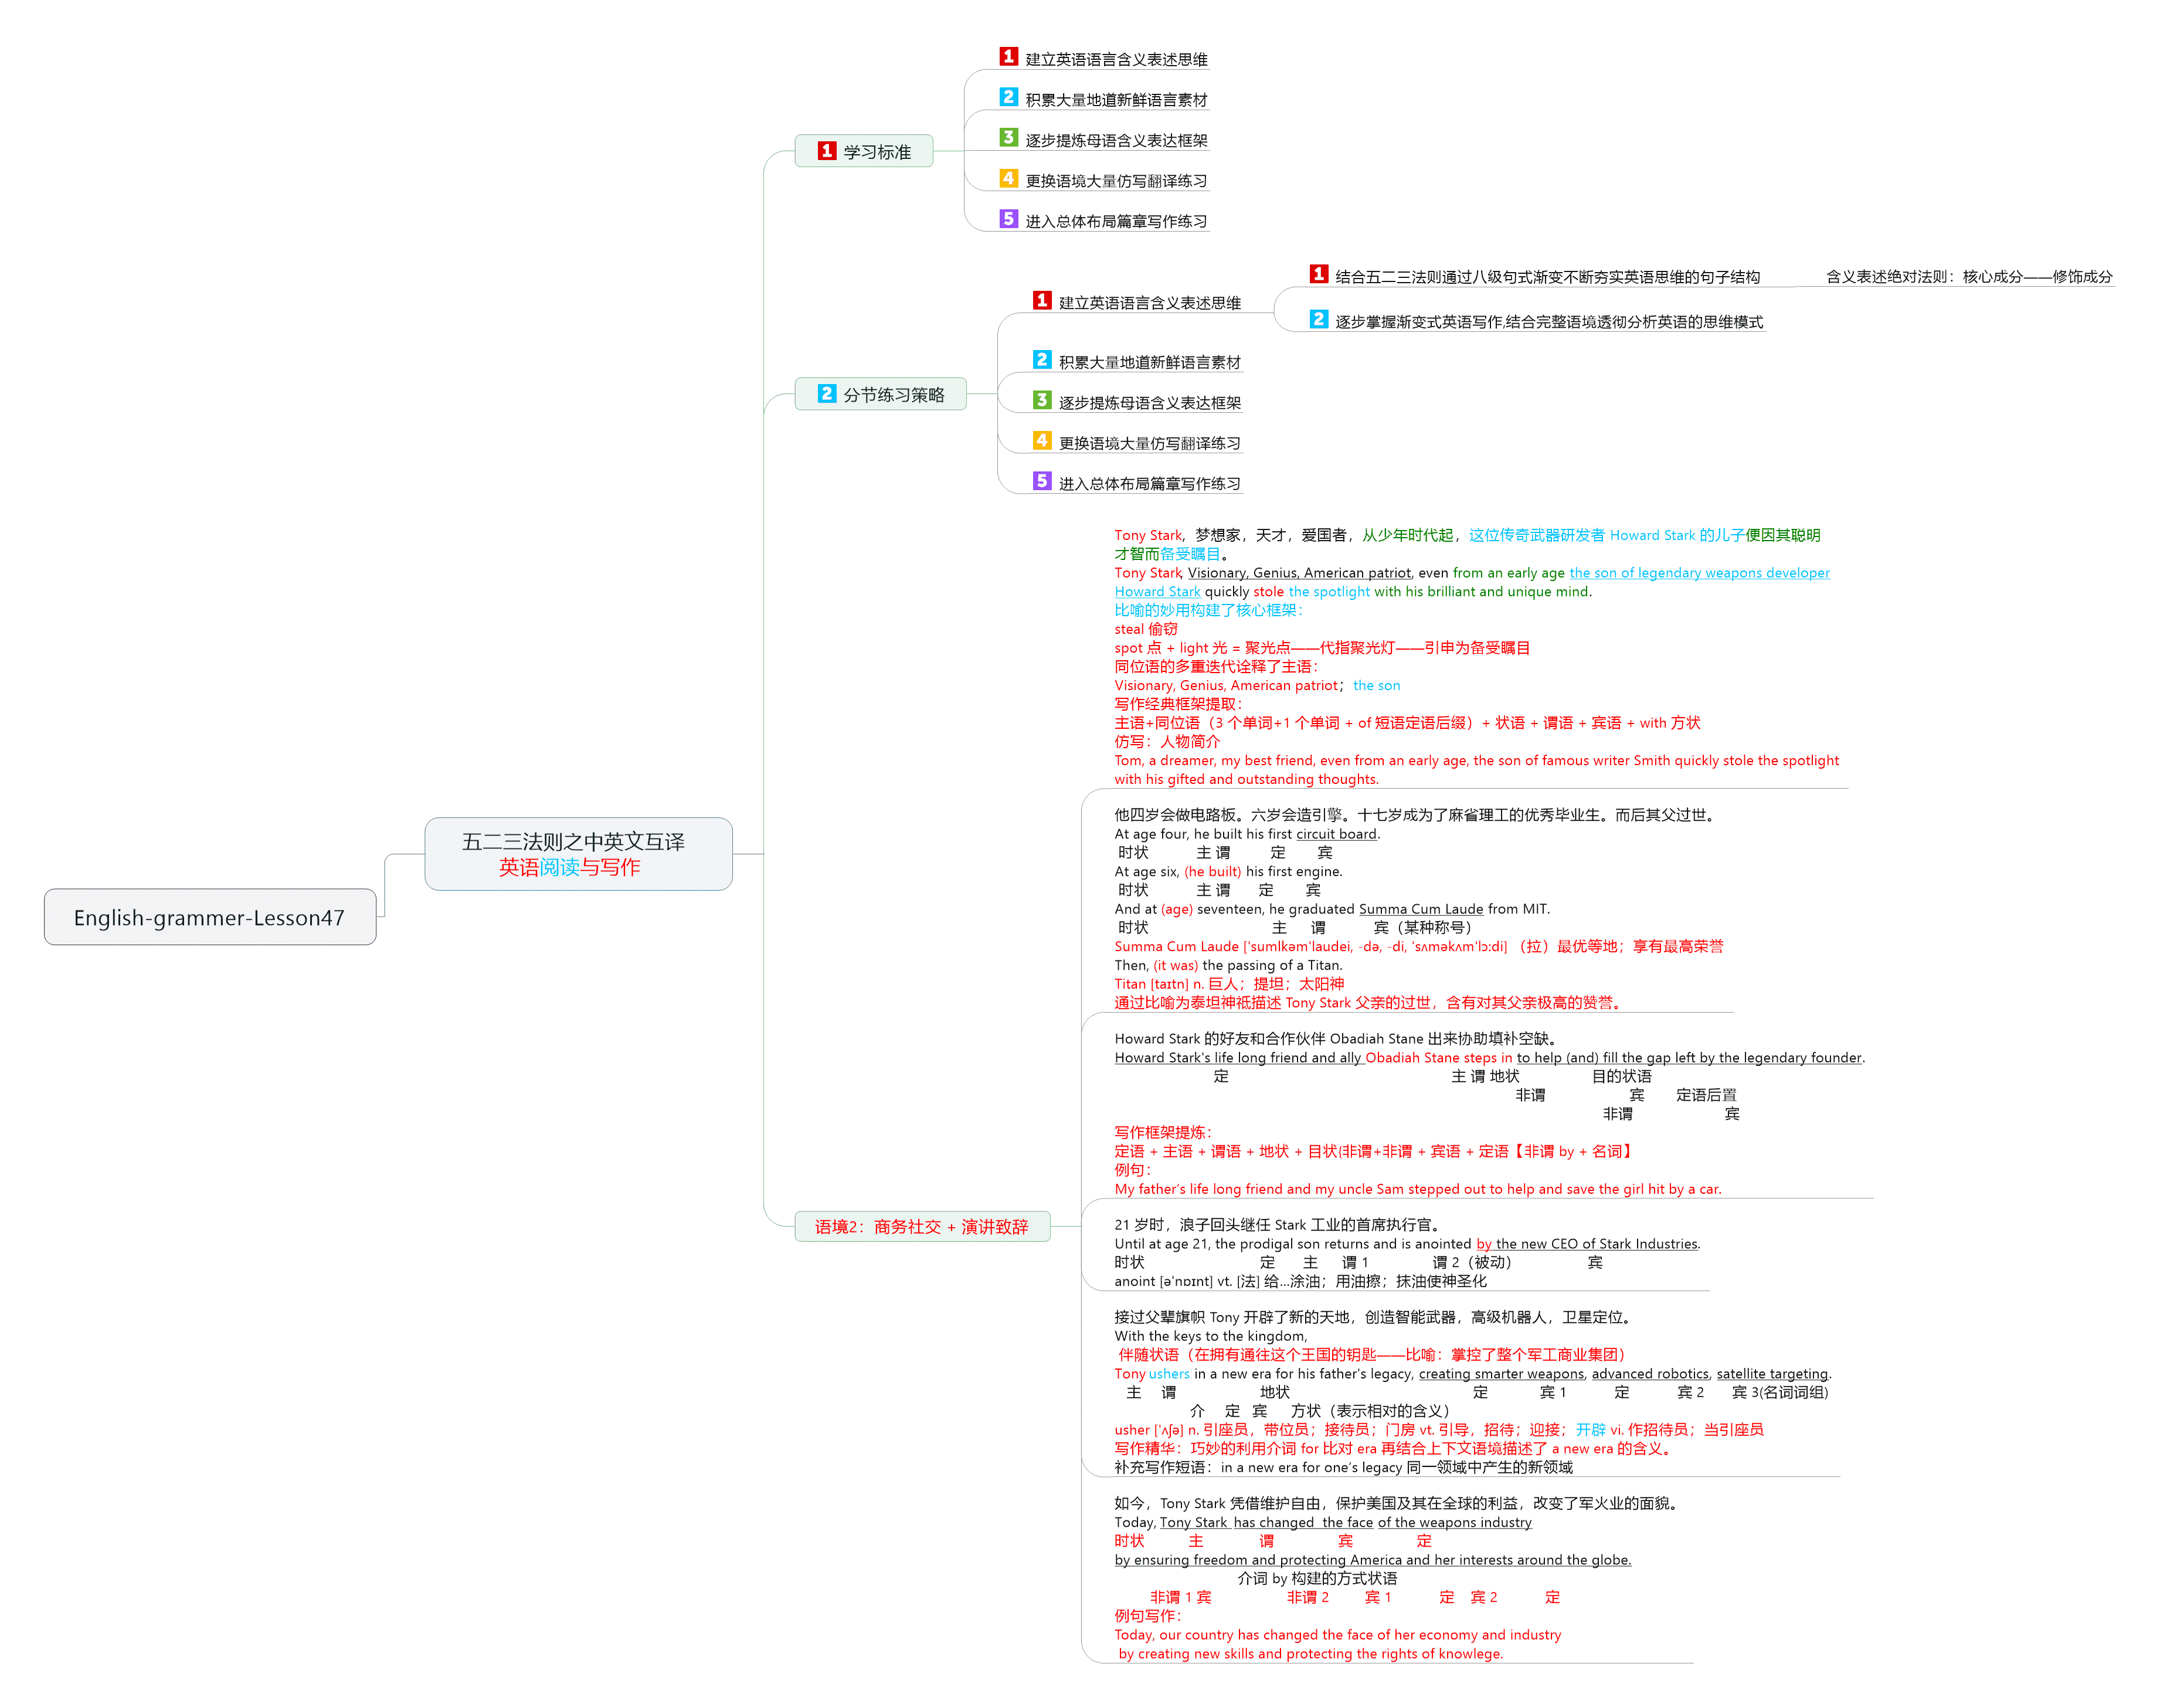 English-grammer-Lesson47
五二三法则之中英文互译
英语阅读与写作
1 学习标准
1 建立英语语言含义表述思维
2 积累大量地道新鲜语言素材
3 逐步提炼母语含义表达框架
4 更换语境大量仿写翻译练习
5 进入总体布局篇章写作练习
2 分节练习策略
1 建立英语语言含义表述思维
1 结合五二三法则通过八级句式渐变不断夯实英语思维的句子结构
含义表述绝对法则：核心成分——修饰成分
2 逐步掌握渐变式英语写作,结合完整语境透彻分析英语的思维模式
2 积累大量地道新鲜语言素材
3 逐步提炼母语含义表达框架
4 更换语境大量仿写翻译练习
5 进入总体布局篇章写作练习
语境2：商务社交 + 演讲致辞
Tony Stark，梦想家，天才，爱国者，从少年时代起，这位传奇武器研发者 Howard Stark 的儿子便因其聪明
才智而备受瞩目。
Tony Stark, Visionary, Genius, American patriot, even from an early age the son of legendary weapons developer
Howard Stark quickly stole the spotlight with his brilliant and unique mind.
比喻的妙用构建了核心框架：
steal 偷窃
spot 点 + light 光 = 聚光点——代指聚光灯——引申为备受瞩目
同位语的多重迭代诠释了主语：
Visionary, Genius, American patriot；the son
写作经典框架提取：
主语+同位语（3 个单词+1 个单词 + of 短语定语后缀）+ 状语 + 谓语 + 宾语 + with 方状
仿写：人物简介
Tom, a dreamer, my best friend, even from an early age, the son of famous writer Smith quickly stole the spotlight
with his gifted and outstanding thoughts.
他四岁会做电路板。六岁会造引擎。十七岁成为了麻省理工的优秀毕业生。而后其父过世。
At age four, he built his first circuit board.
时状 主 谓 定 宾
At age six, (he built) his first engine.
时状 主 谓 定 宾
And at (age) seventeen, he graduated Summa Cum Laude from MIT.
时状 主 谓 宾（某种称号）
Summa Cum Laude ['sumIkəm'laudei, -də, -di, 'sʌməkʌm'lɔ:di] （拉）最优等地；享有最高荣誉
Then, (it was) the passing of a Titan.
Titan [taɪtn] n. 巨人；提坦；太阳神
通过比喻为泰坦神祇描述 Tony Stark 父亲的过世，含有对其父亲极高的赞誉。
Howard Stark 的好友和合作伙伴 Obadiah Stane 出来协助填补空缺。
Howard Stark's life long friend and ally Obadiah Stane steps in to help (and) fill the gap left by the legendary founder.
定 主 谓 地状 目的状语
非谓 宾 定语后置
非谓 宾
写作框架提炼：
定语 + 主语 + 谓语 + 地状 + 目状{非谓+非谓 + 宾语 + 定语【非谓 by + 名词】
例句：
My father's life long friend and my uncle Sam stepped out to help and save the girl hit by a car.
21 岁时，浪子回头继任 Stark 工业的首席执行官。
Until at age 21, the prodigal son returns and is anointed by the new CEO of Stark Industries.
时状 定 主 谓 1 谓 2（被动） 宾
anoint [ə'nɒɪnt] vt. [法] 给...涂油；用油擦；抹油使神圣化
接过父辈旗帜 Tony 开辟了新的天地，创造智能武器，高级机器人，卫星定位。
With the keys to the kingdom,
伴随状语（在拥有通往这个王国的钥匙——比喻：掌控了整个军工商业集团）
Tony ushers in a new era for his father's legacy, creating smarter weapons, advanced robotics, satellite targeting.
主 谓 地状 定 宾 1 定 宾 2 宾 3(名词词组)
介 定 宾 方状（表示相对的含义）
usher ['ʌʃə] n. 引座员，带位员；接待员；门房 vt. 引导，招待；迎接；开辟 vi. 作招待员；当引座员
写作精华：巧妙的利用介词 for 比对 era 再结合上下文语境描述了 a new era 的含义。
补充写作短语：in a new era for one's legacy 同一领域中产生的新领域
如今，Tony Stark 凭借维护自由，保护美国及其在全球的利益，改变了军火业的面貌。
Today, Tony Stark has changed the face of the weapons industry
时状 主 谓 宾 定
by ensuring freedom and protecting America and her interests around the globe.
介词 by 构建的方式状语
非谓 1 宾 非谓 2 宾 1 定 宾 2 定
例句写作：
Today, our country has changed the face of her economy and industry
by creating new skills and protecting the rights of knowlege.